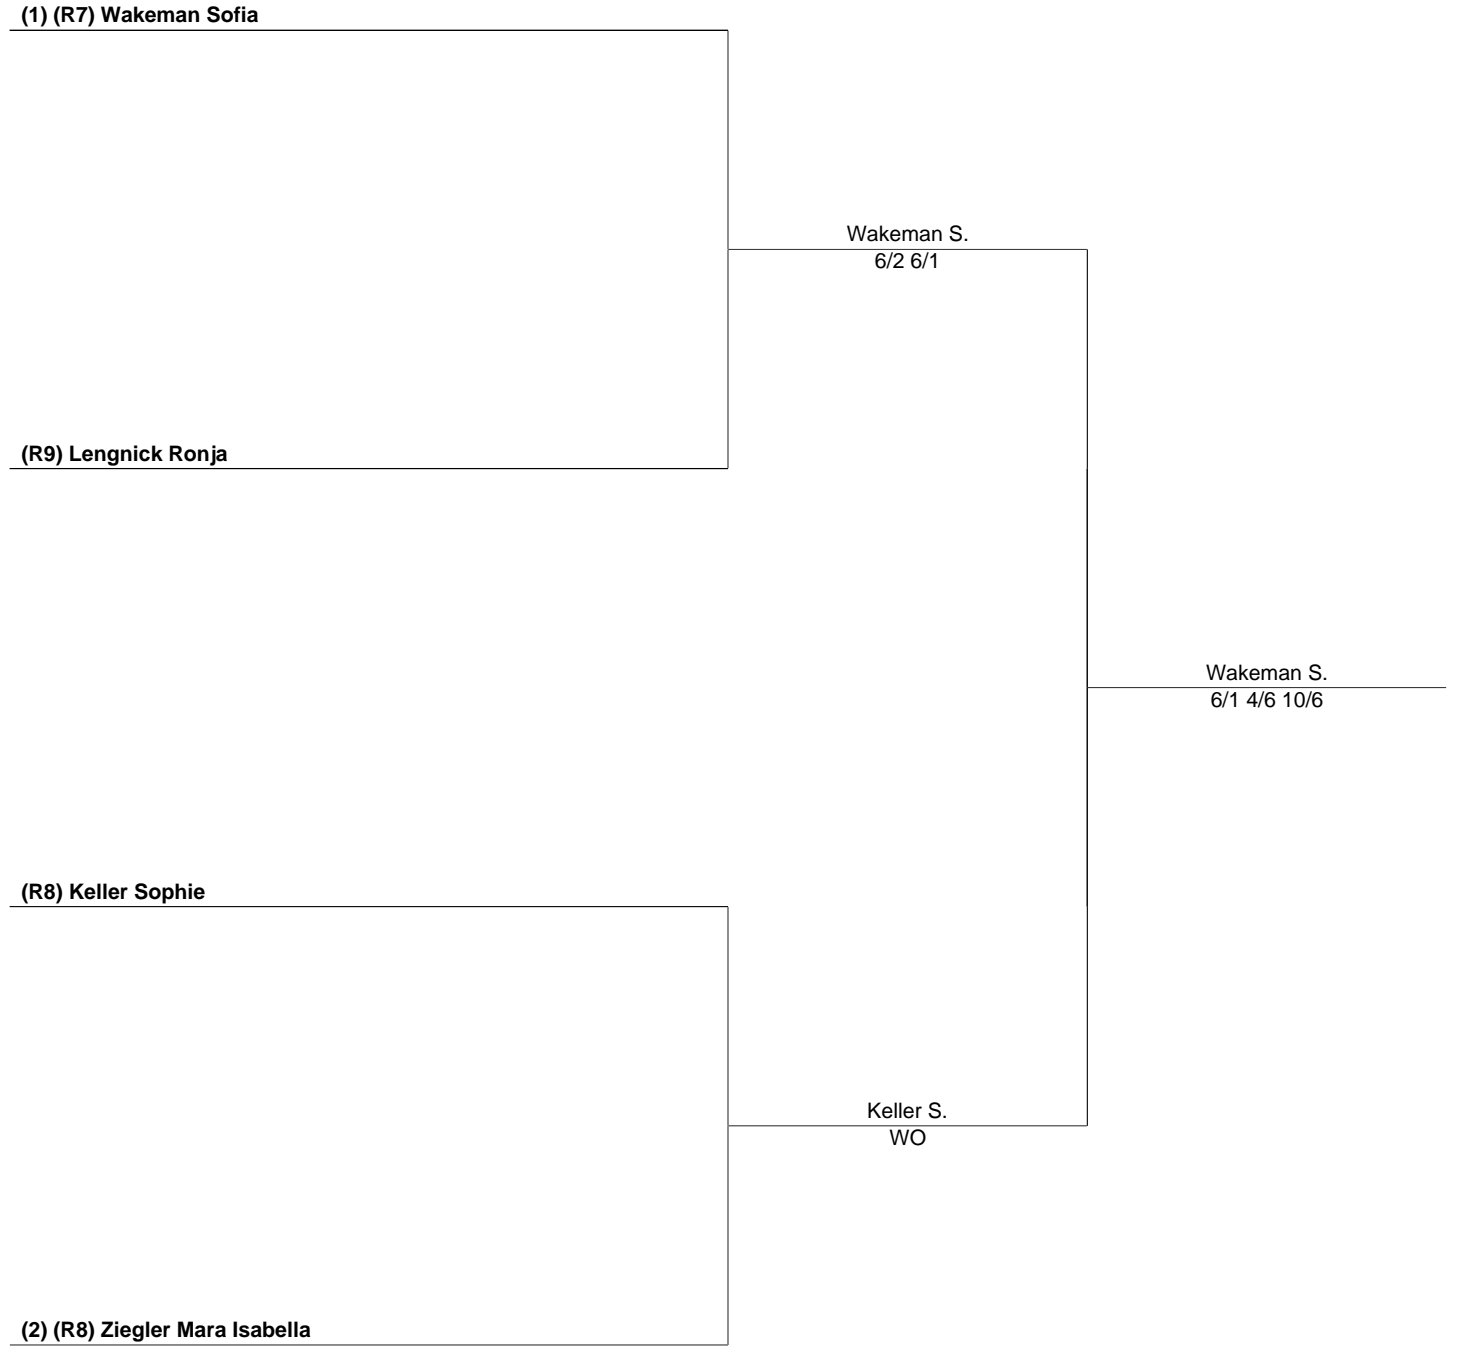 (1) (R7) Wakeman Sofia
Wakeman S.
6/2 6/1
(R9) Lengnick Ronja
Wakeman S.
6/1 4/6 10/6
(R8) Keller Sophie
Keller S.
WO
(2) (R8) Ziegler Mara Isabella